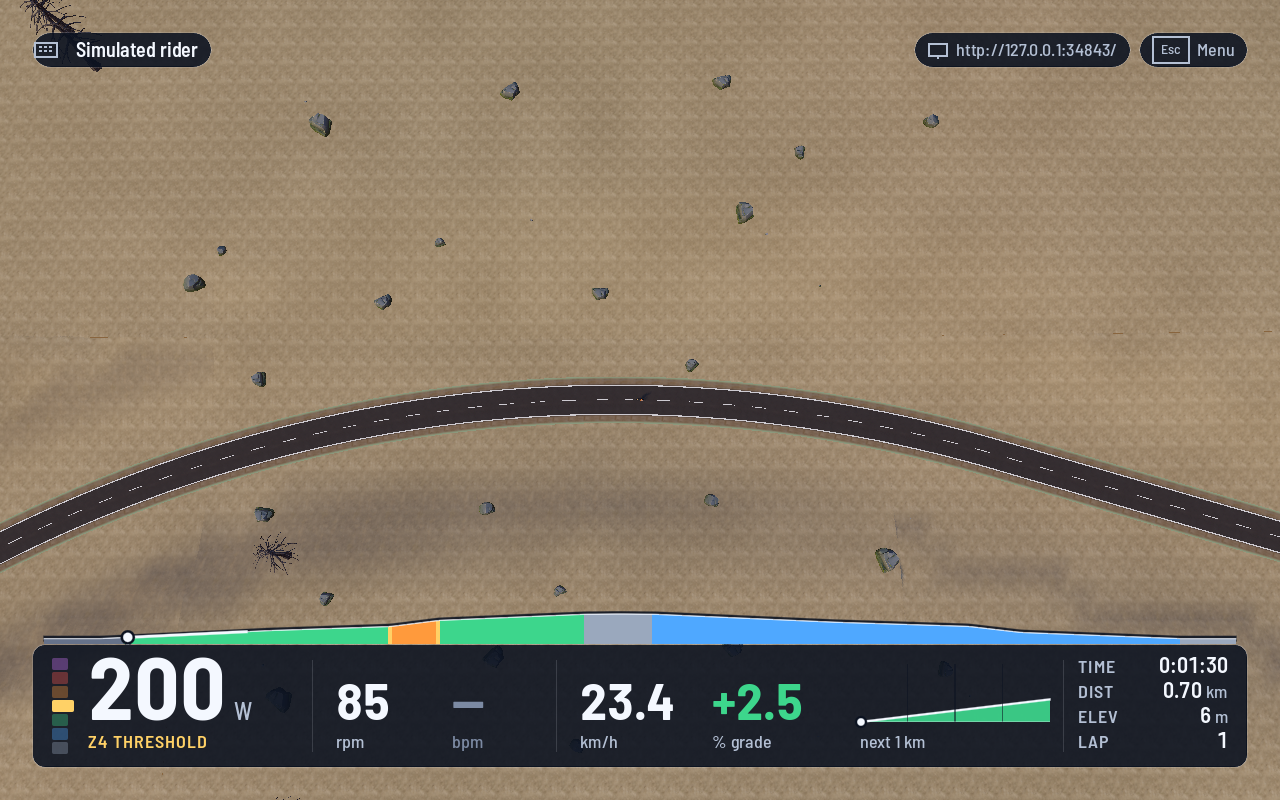 Simulated rider
http://127.0.0.1:34843/
Esc Menu
200 W
Z4 THRESHOLD
85
rpm
—
bpm
23.4
km/h
+2.5
% grade
next 1 km
TIME 0:01:30
DIST 0.70 km
ELEV 6 m
LAP 1